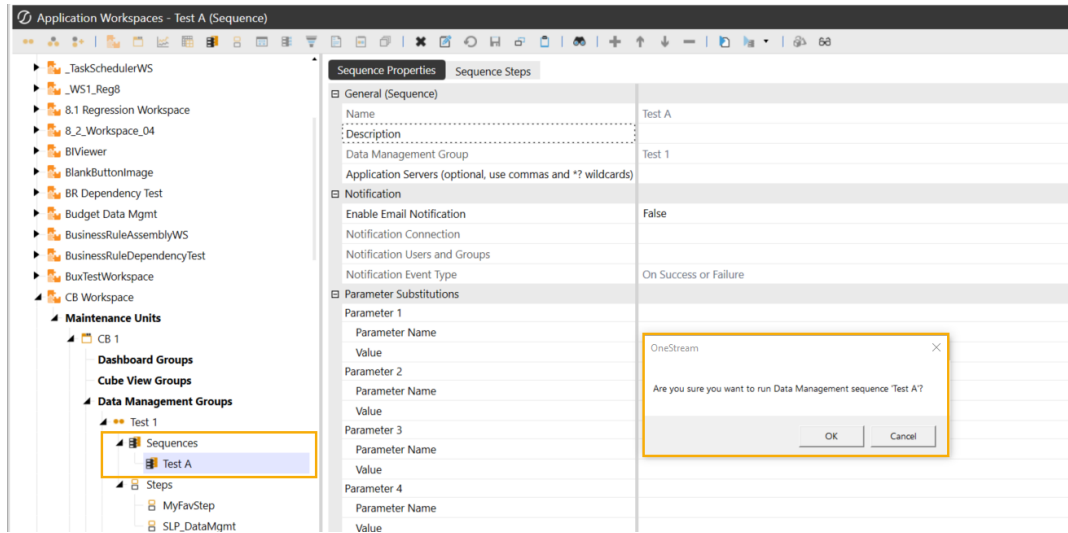 Application Workspaces - Test A (Sequence)
_TaskSchedulerWS
_WS1_Reg8
8.1 Regression Workspace
8_2_Workspace_04
BIViewer
BlankButtonImage
BR Dependency Test
Budget Data Mgmt
BusinessRuleAssemblyWS
BusinessRuleDependencyTest
BuxTestWorkspace
CB Workspace
Maintenance Units
CB 1
Dashboard Groups
Cube View Groups
Data Management Groups
Test 1
Sequences
Test A
Steps
MyFavStep
SLP_DataMgmt
Sequence Properties Sequence Steps
General (Sequence)
Name Test A
Description
Data Management Group Test 1
Application Servers (optional, use commas and *? wildcards)
Notification
Enable Email Notification False
Notification Connection
Notification Users and Groups
Notification Event Type On Success or Failure
Parameter Substitutions
Parameter 1
Parameter Name
Value
Parameter 2
Parameter Name
Value
Parameter 3
Parameter Name
Value
Parameter 4
Parameter Name
Value
OneStream
Are you sure you want to run Data Management sequence 'Test A'?
OK Cancel